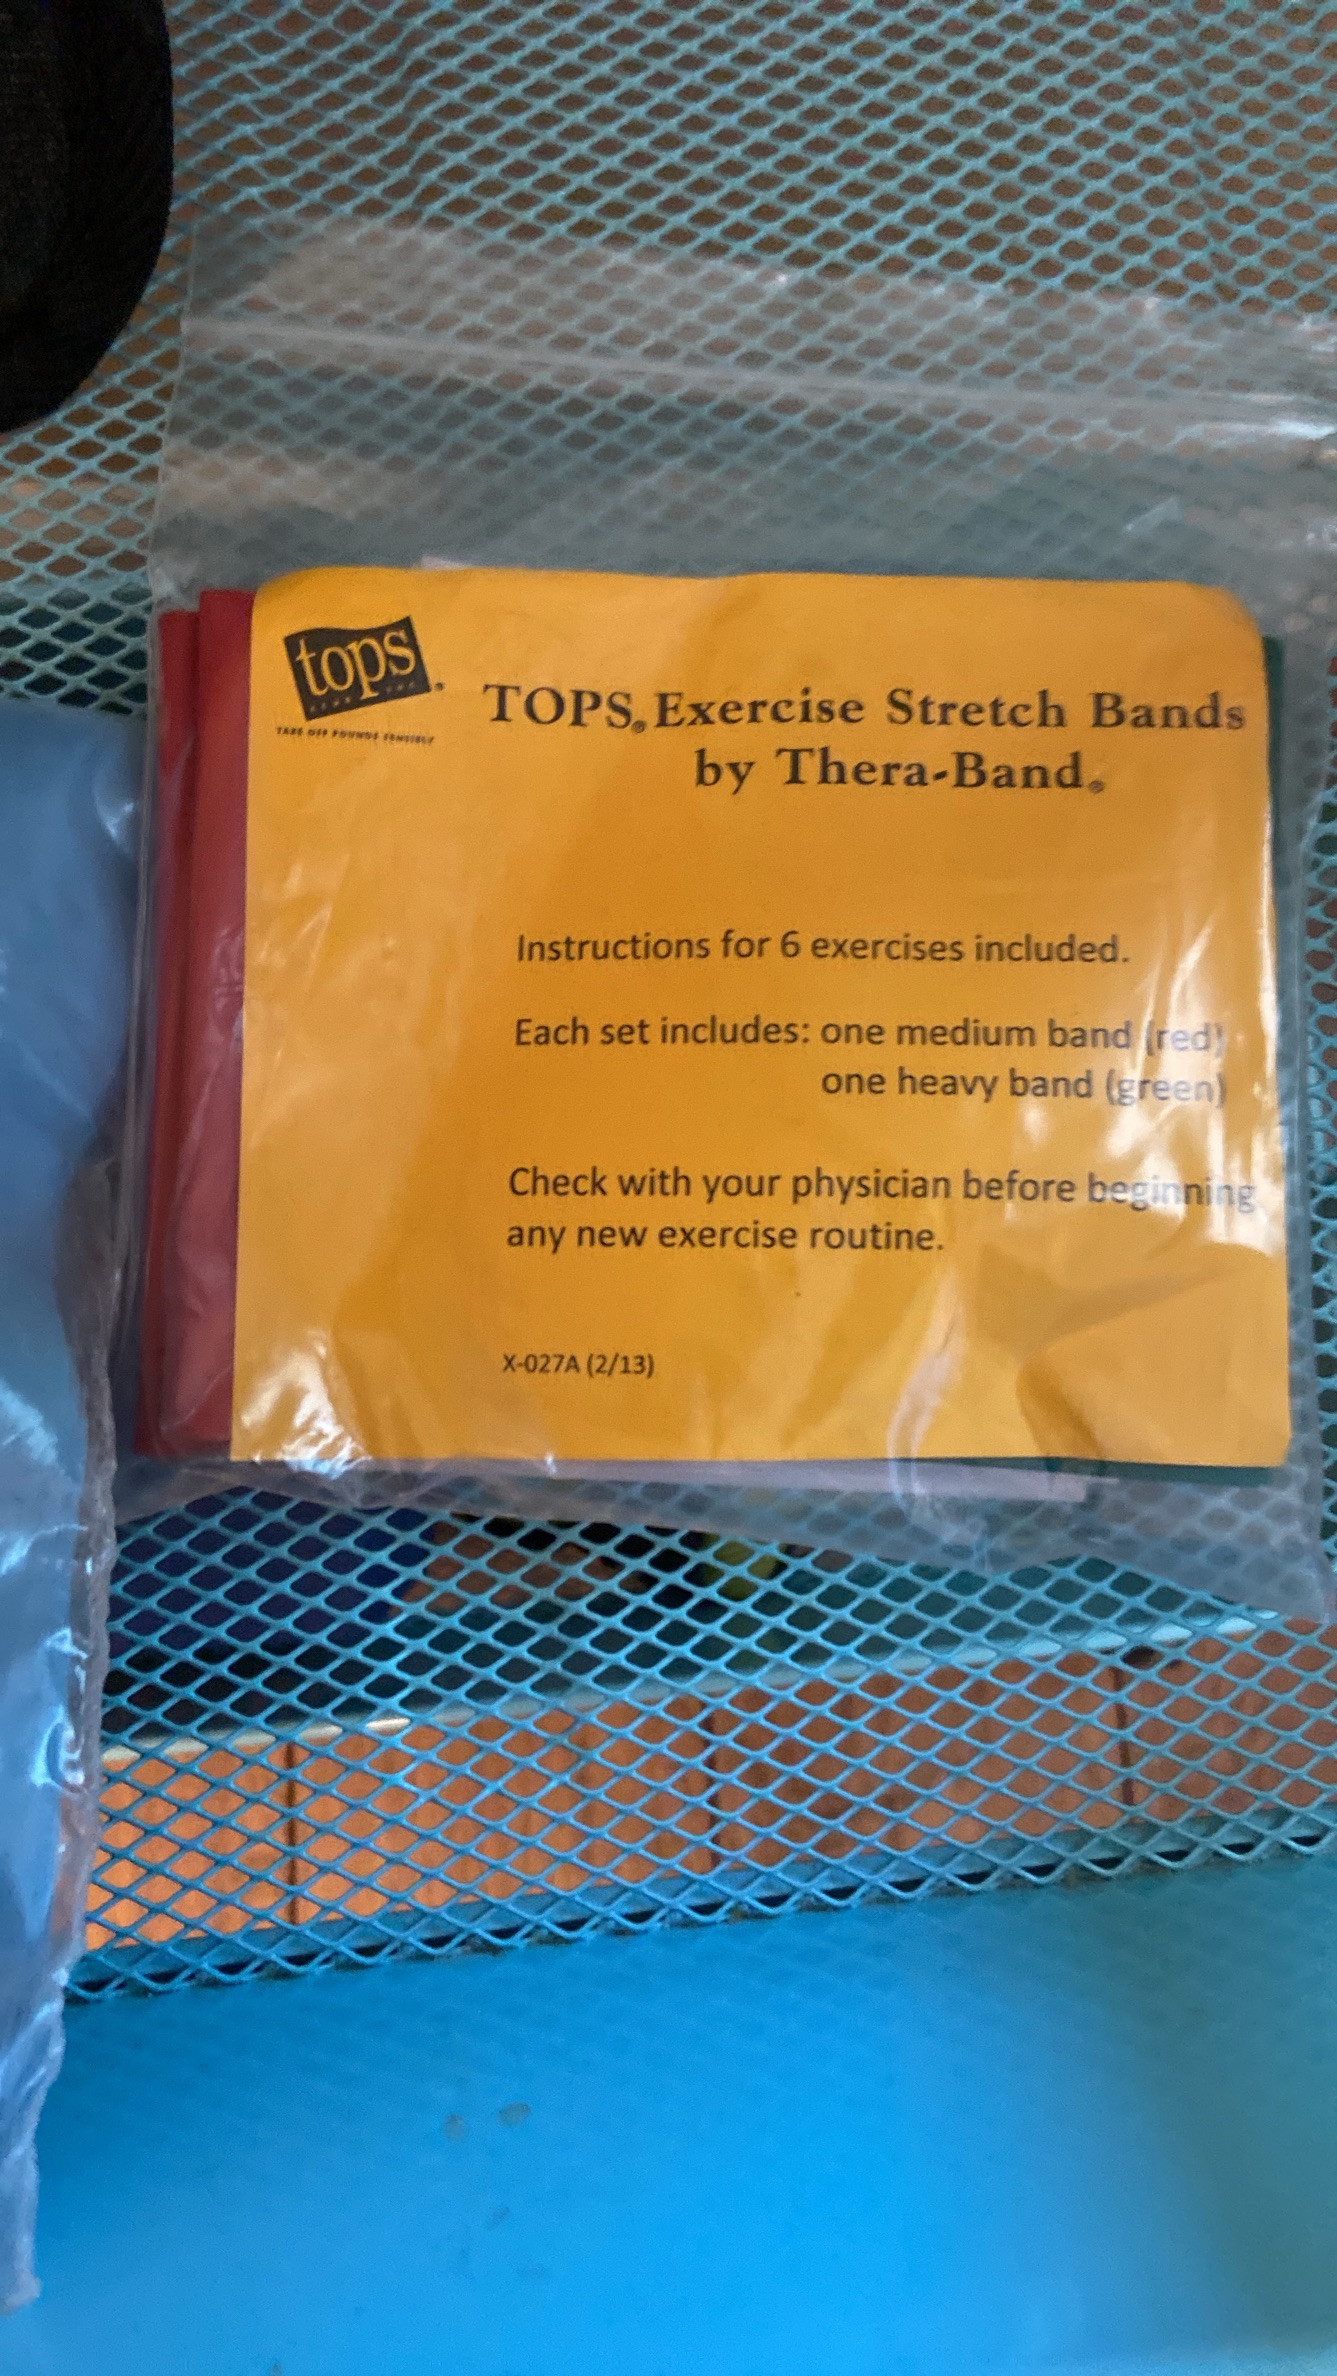 tops®
TAKE OFF POUNDS SENSIBLY
TOPS® Exercise Stretch Bands
by Thera-Band®
Instructions for 6 exercises included.
Each set includes: one medium band (red)
one heavy band (green)
Check with your physician before beginning
any new exercise routine.
X-027A (2/13)